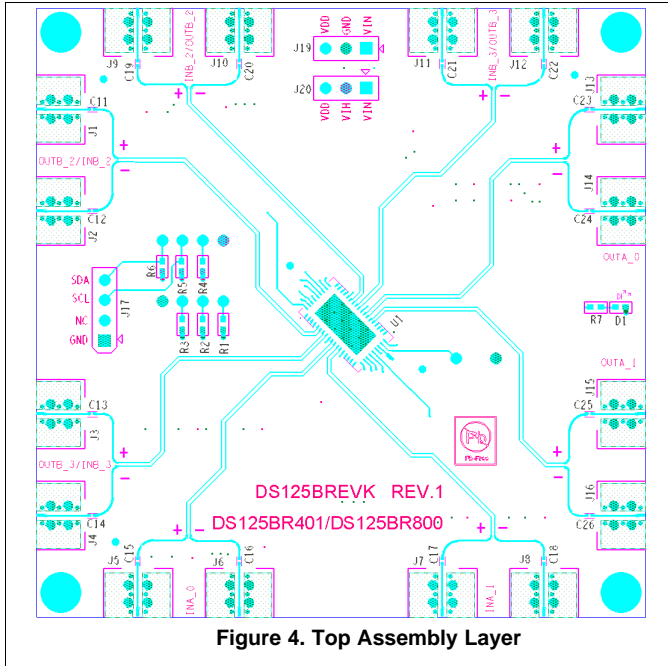 J9
C19
INB_2/OUTB_2
J10
C20
VDD
GND
VIN
J19
J20
VDD
VIH
VIN
J11
C21
INB_3/OUTB_3
J12
C22
C11
J1
+
-
+
-
C23
J13
OUTB_2/INB_2
+
-
+
-
J14
C12
J2
C24
OUTA_0
SDA
SCL
NC
GND
J17
R6
R5
R4
R3
R2
R1
U1
R7
D1
OUTA_1
J15
C13
J3
C25
OUTB_3/INB_3
+
-
+
-
Pb
Pb-Free
J16
C14
J4
C26
DS125BREVK REV.1
DS125BR401/DS125BR800
+
-
+
-
J5
C15
INA_0
J6
C16
J7
C17
INA_1
J8
C18
Figure 4. Top Assembly Layer